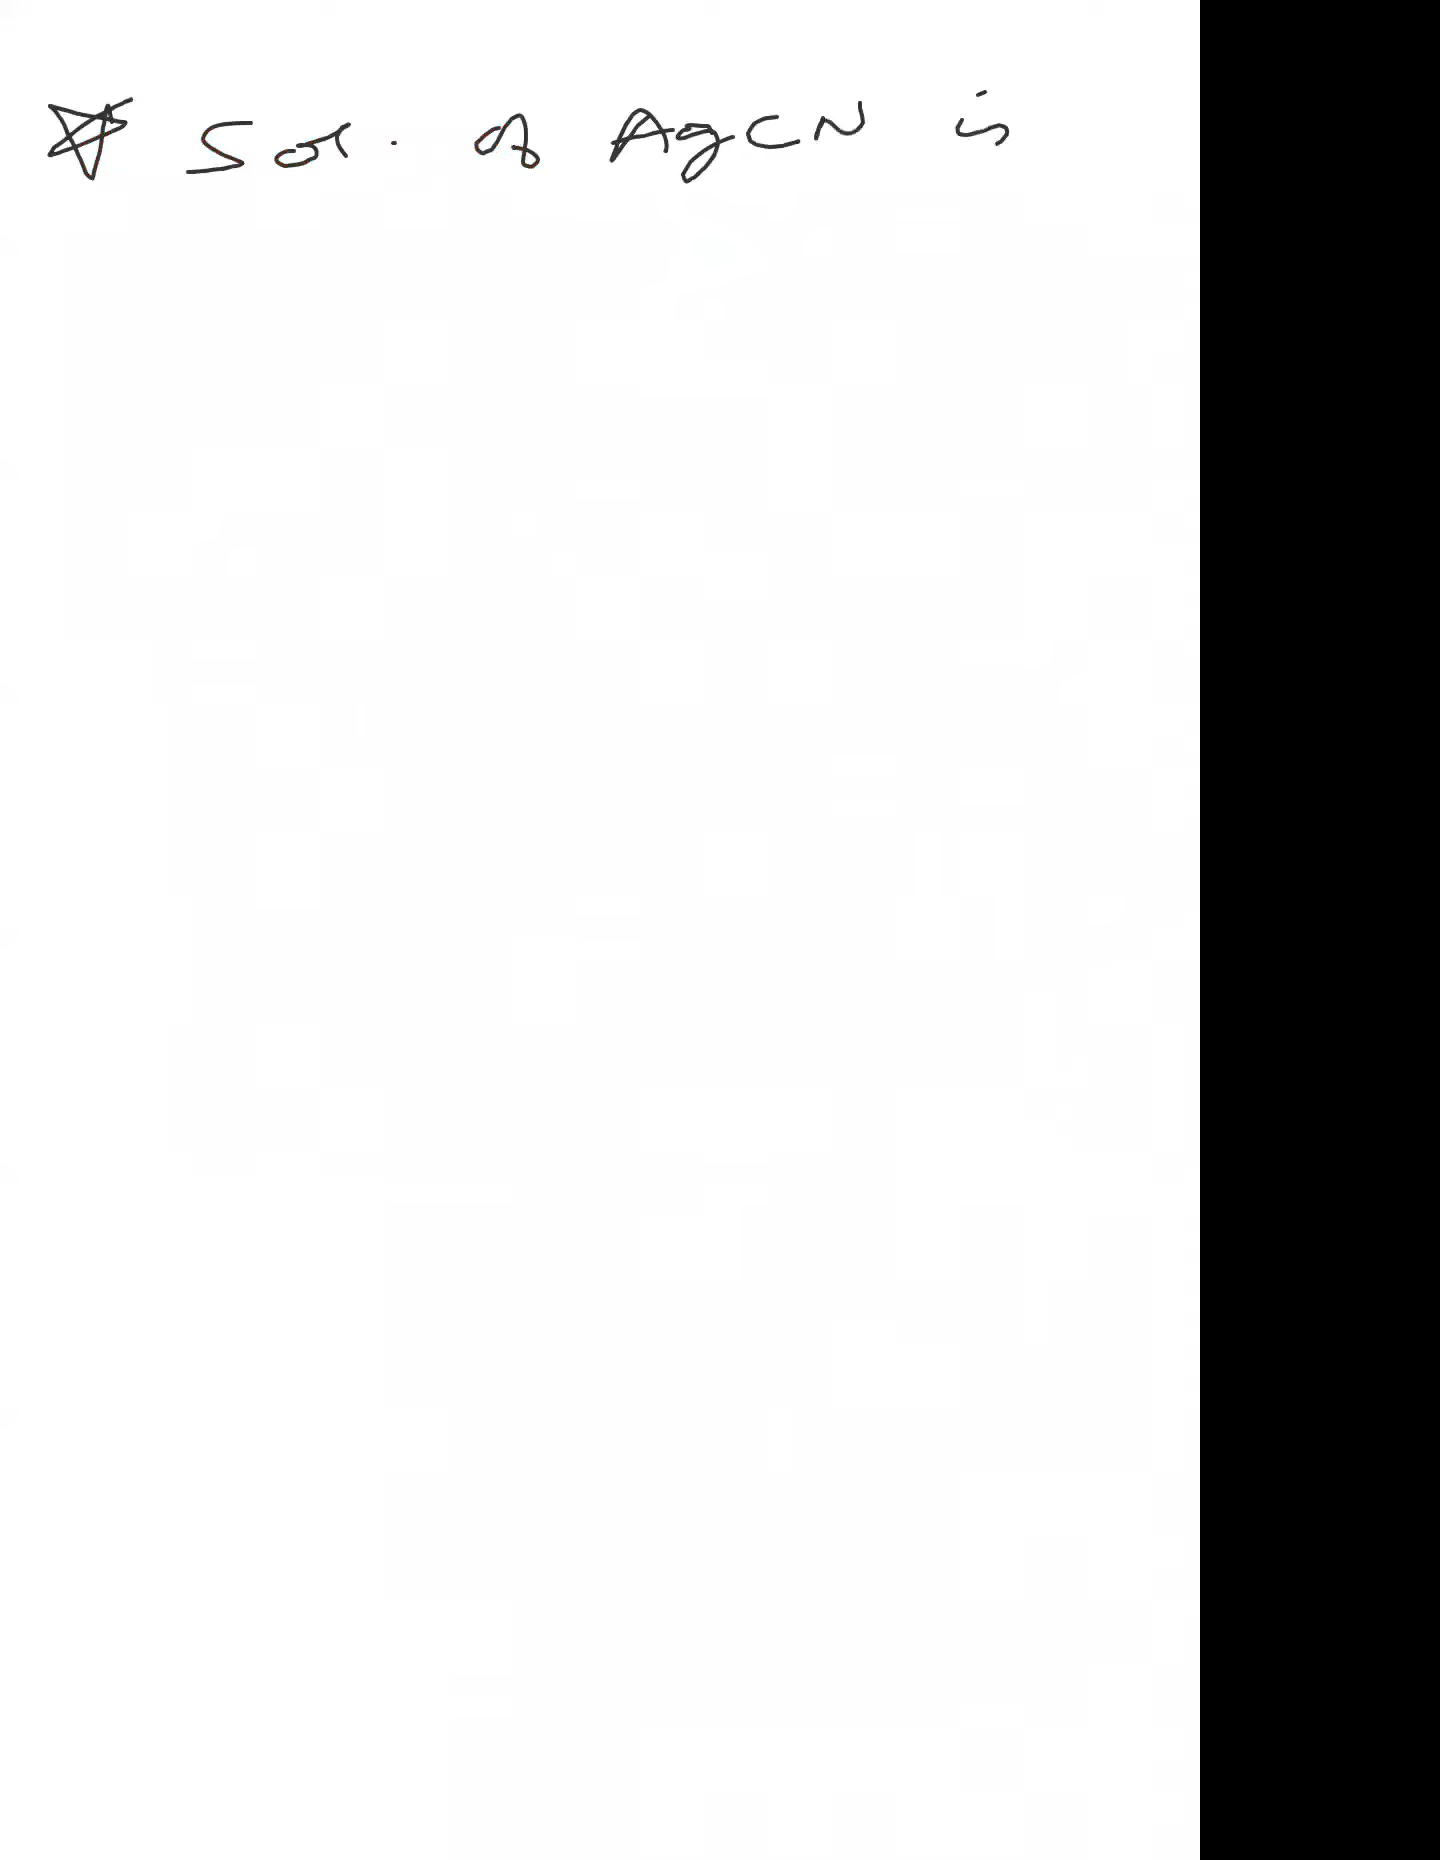 ☆ Sol. of AgCN is